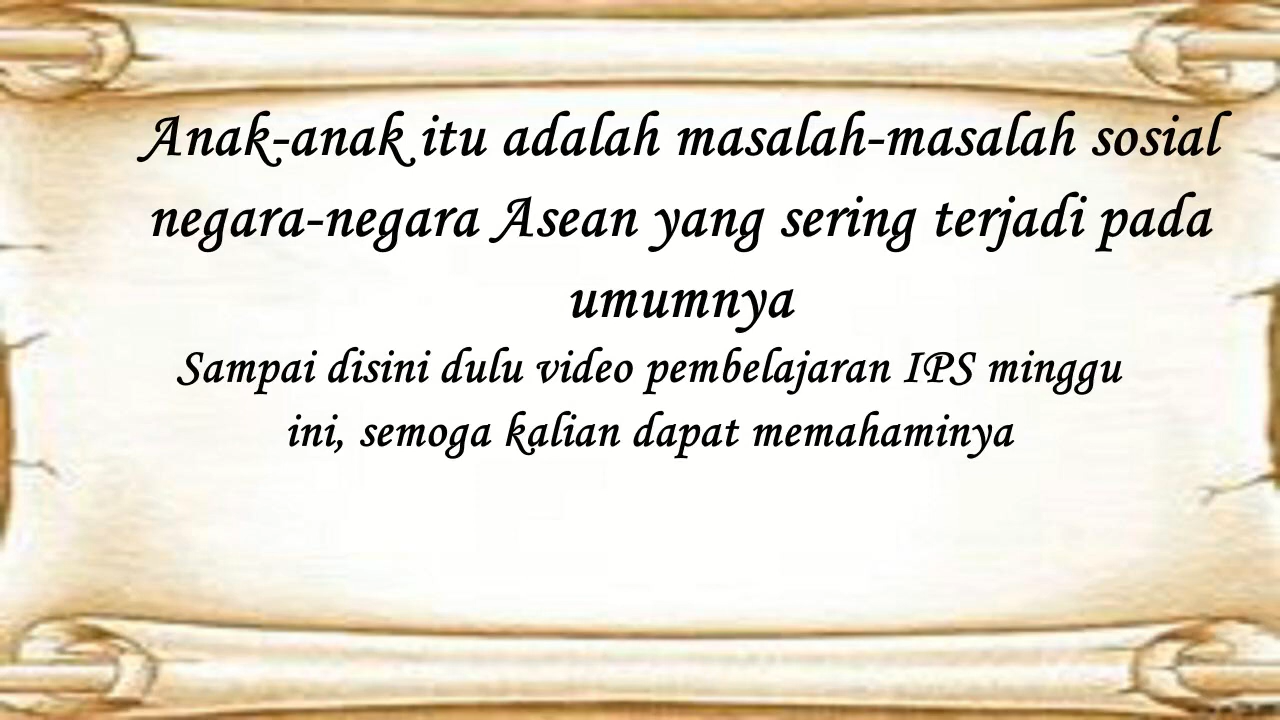 Anak-anak itu adalah masalah-masalah sosial
negara-negara Asean yang sering terjadi pada
umumnya
Sampai disini dulu video pembelajaran IPS minggu
ini, semoga kalian dapat memahaminya